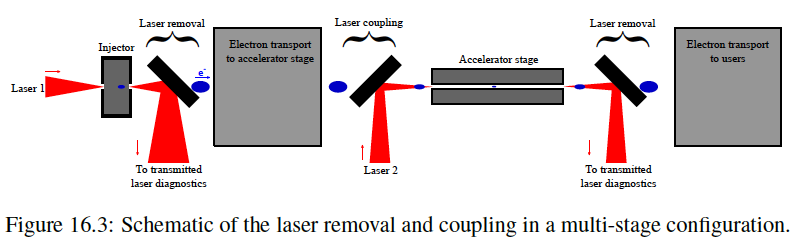 Laser removal
Laser coupling
Laser removal
Injector
Electron transport
to accelerator stage
Accelerator stage
Electron transport
to users
e-
Laser 1
To transmitted
laser diagnostics
Laser 2
To transmitted
laser diagnostics
Figure 16.3: Schematic of the laser removal and coupling in a multi-stage configuration.